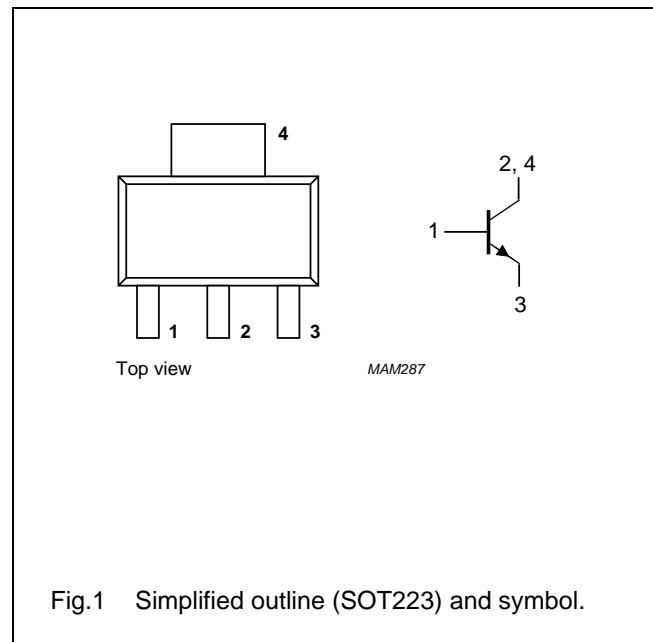 4
2, 4
1
3
1 2 3
Top view
MAM287
Fig.1 Simplified outline (SOT223) and symbol.